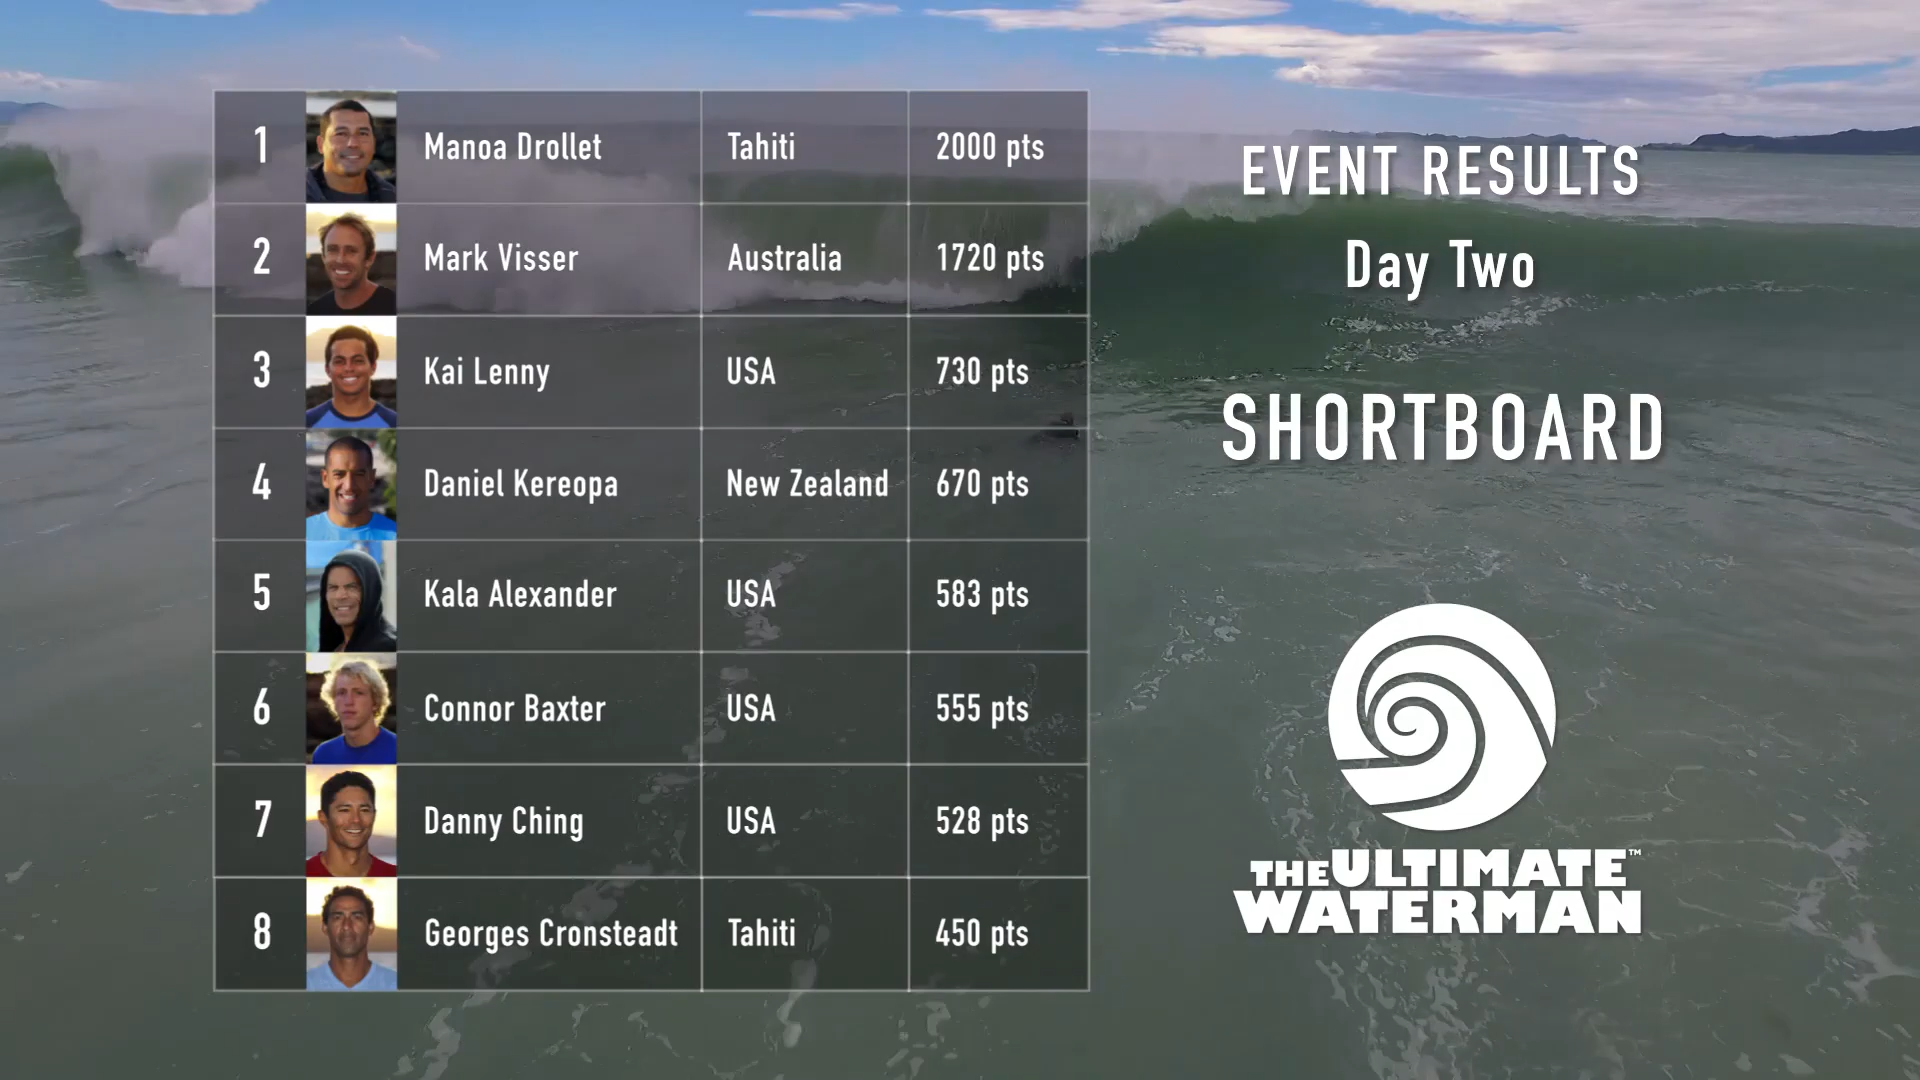 1 Manoa Drollet Tahiti 2000 pts
2 Mark Visser Australia 1720 pts
3 Kai Lenny USA 730 pts
4 Daniel Kereopa New Zealand 670 pts
5 Kala Alexander USA 583 pts
6 Connor Baxter USA 555 pts
7 Danny Ching USA 528 pts
8 Georges Cronsteadt Tahiti 450 pts
EVENT RESULTS
Day Two
SHORTBOARD
THE ULTIMATE™
WATERMAN